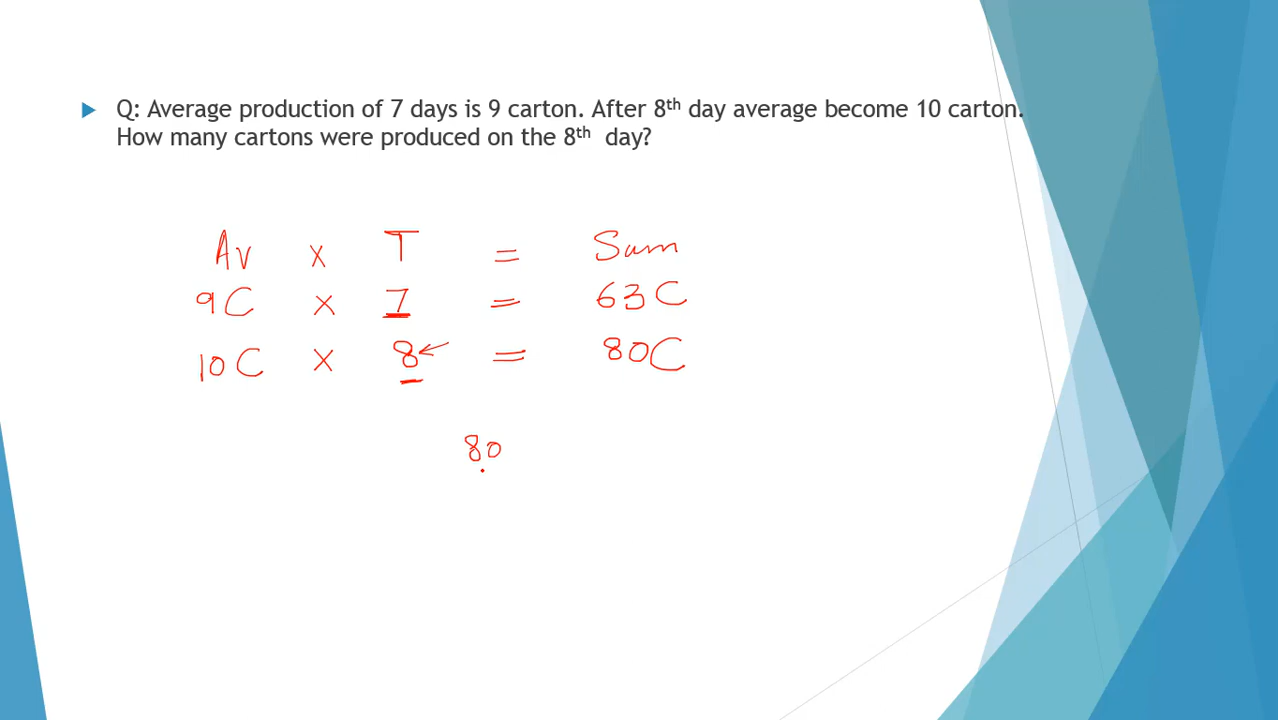 Q: Average production of 7 days is 9 carton. After 8th day average become 10 carton.
How many cartons were produced on the 8th day?
Av x T = Sum
9C x 7 = 63C
10C x 8 = 80C
80